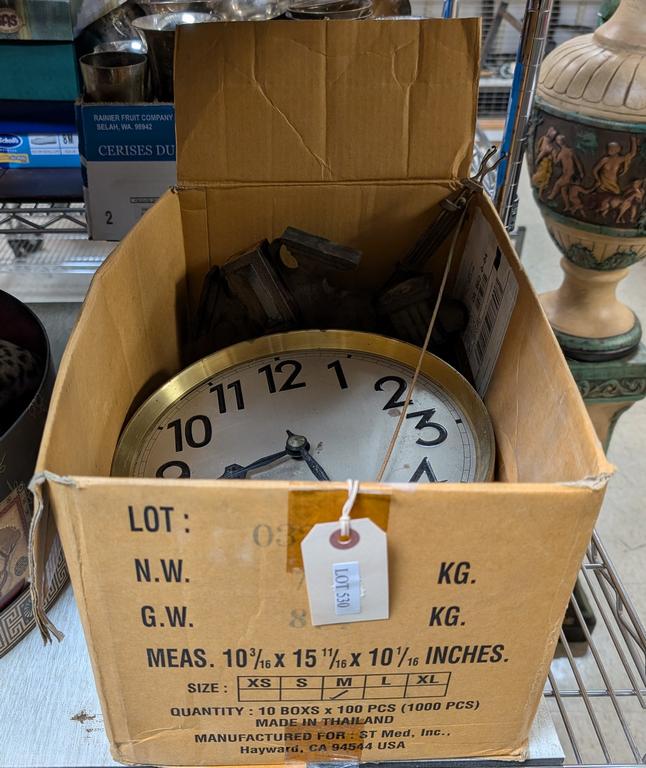 RAINIER FRUIT COMPANY
SELAH, WA. 98942
CERISES DU
2
12
11
1
10
2
3
9
4
LOT :
N.W. KG.
G.W. KG.
LOT 530
MEAS. 10 3/16 x 15 11/16 x 10 1/16 INCHES.
SIZE : XS S M L XL
QUANTITY : 10 BOXS x 100 PCS (1000 PCS)
MADE IN THAILAND
MANUFACTURED FOR : ST Med, Inc.,
Hayward, CA 94544 USA